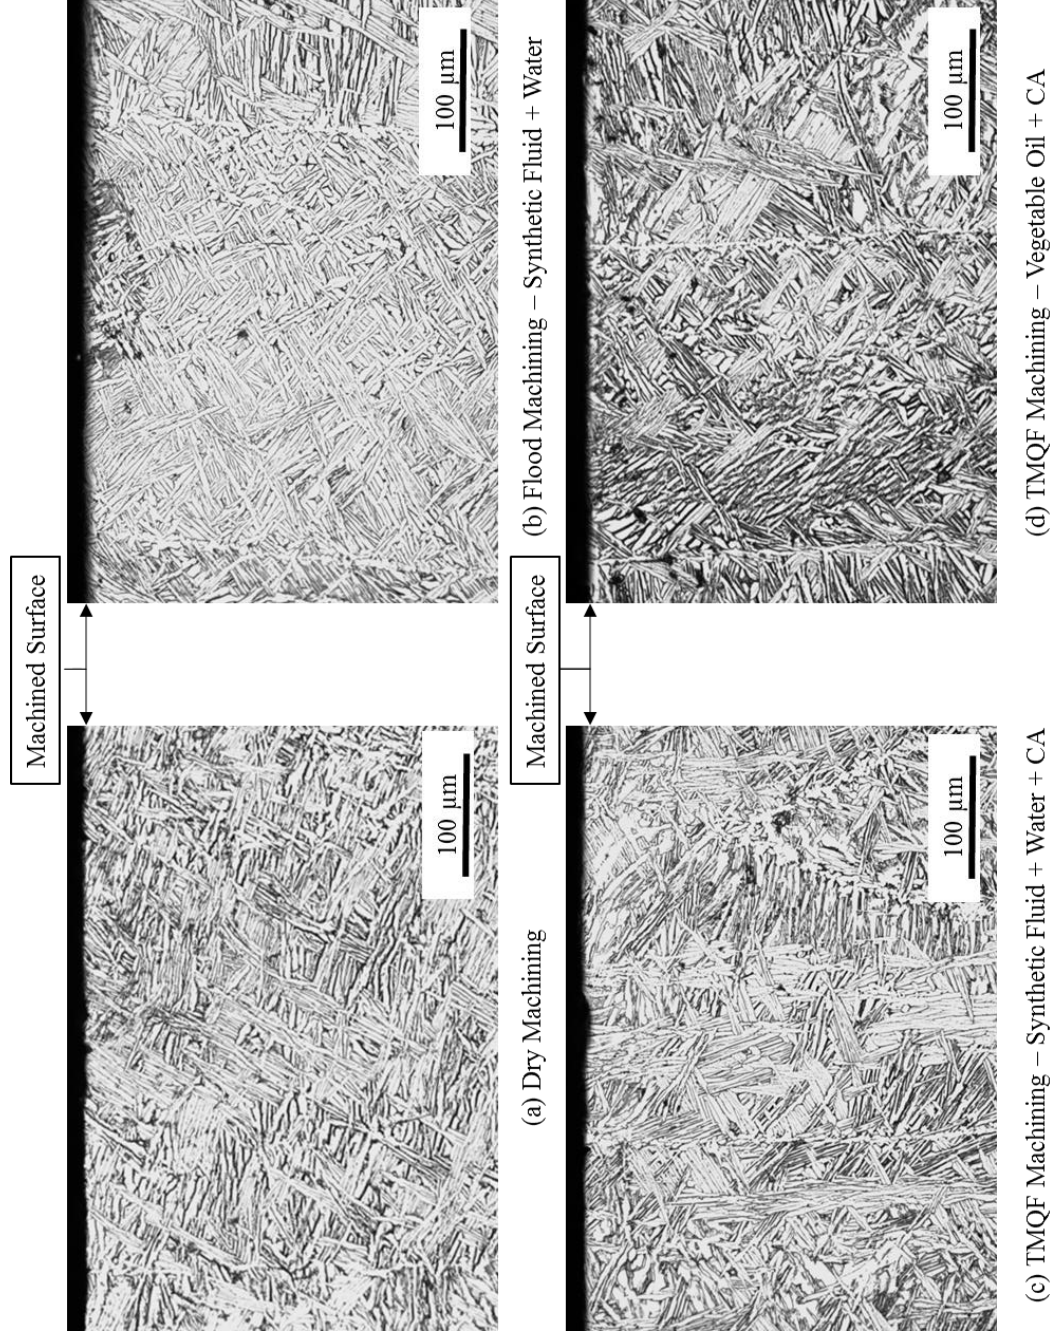 Machined Surface
100 μm
100 μm
(a) Dry Machining
(b) Flood Machining – Synthetic Fluid + Water
Machined Surface
100 μm
100 μm
(c) TMQF Machining – Synthetic Fluid + Water + CA
(d) TMQF Machining – Vegetable Oil + CA